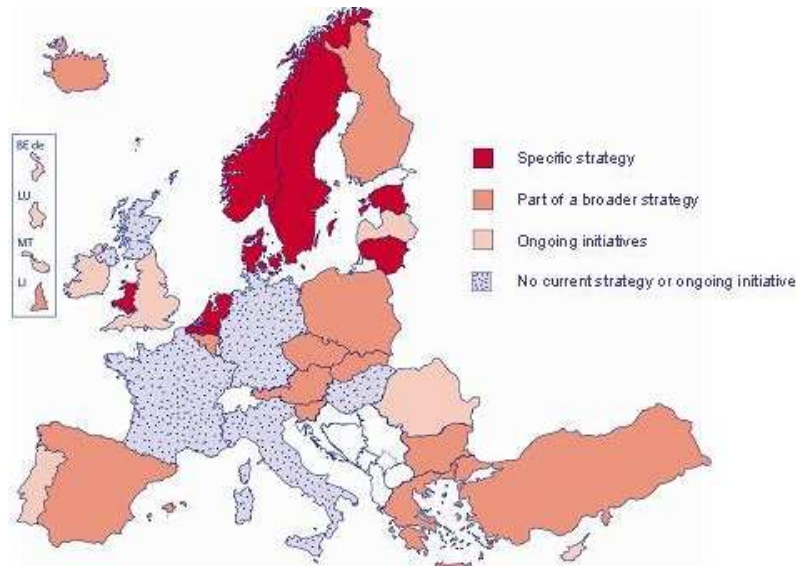 BE de
LU
MT
LI
Specific strategy
Part of a broader strategy
Ongoing initiatives
No current strategy or ongoing initiative